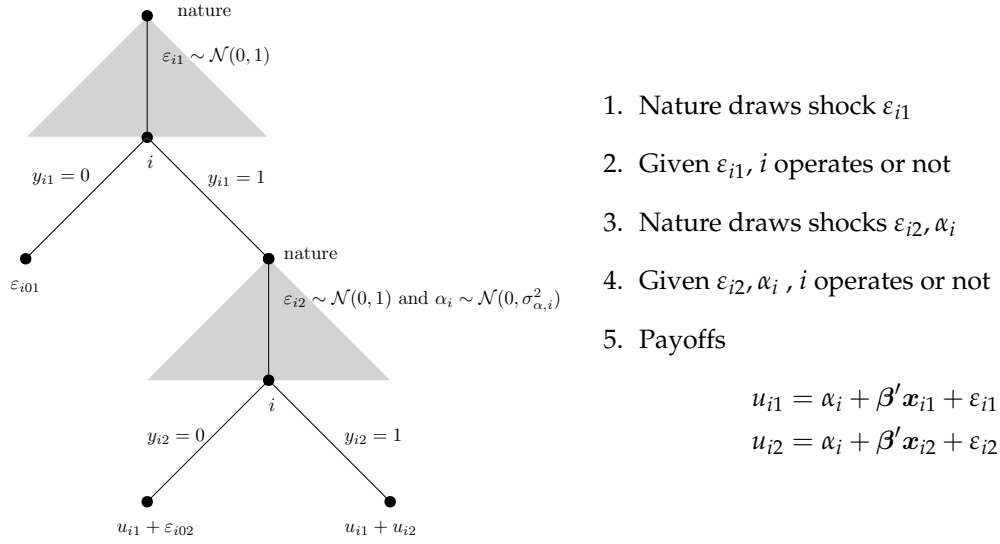 nature
ε_{i1} ∼ 𝒩(0, 1)
i
y_{i1} = 0
y_{i1} = 1
ε_{i01}
nature
ε_{i2} ∼ 𝒩(0, 1) and α_i ∼ 𝒩(0, σ²_{α,i})
i
y_{i2} = 0
y_{i2} = 1
u_{i1} + ε_{i02}
u_{i1} + u_{i2}
1. Nature draws shock ε_{i1}
2. Given ε_{i1}, i operates or not
3. Nature draws shocks ε_{i2}, α_i
4. Given ε_{i2}, α_i , i operates or not
5. Payoffs
u_{i1} = α_i + β′x_{i1} + ε_{i1}
u_{i2} = α_i + β′x_{i2} + ε_{i2}